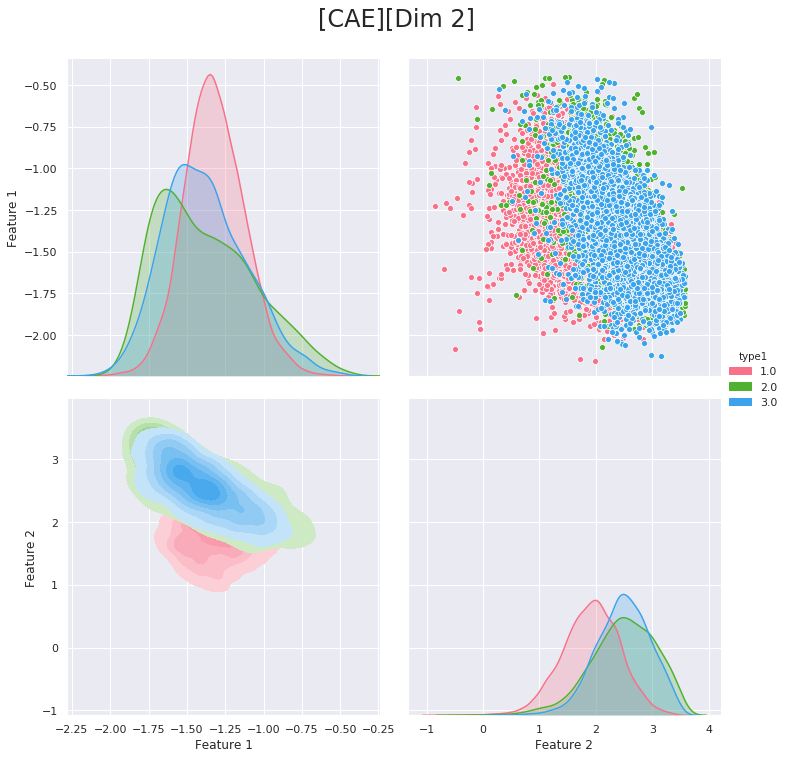 [CAE][Dim 2]
−0.50
−0.75
−1.00
−1.25
−1.50
−1.75
−2.00
Feature 1
type1
1.0
2.0
3.0
3
2
1
0
−1
Feature 2
−2.25 −2.00 −1.75 −1.50 −1.25 −1.00 −0.75 −0.50 −0.25
Feature 1
−1 0 1 2 3 4
Feature 2